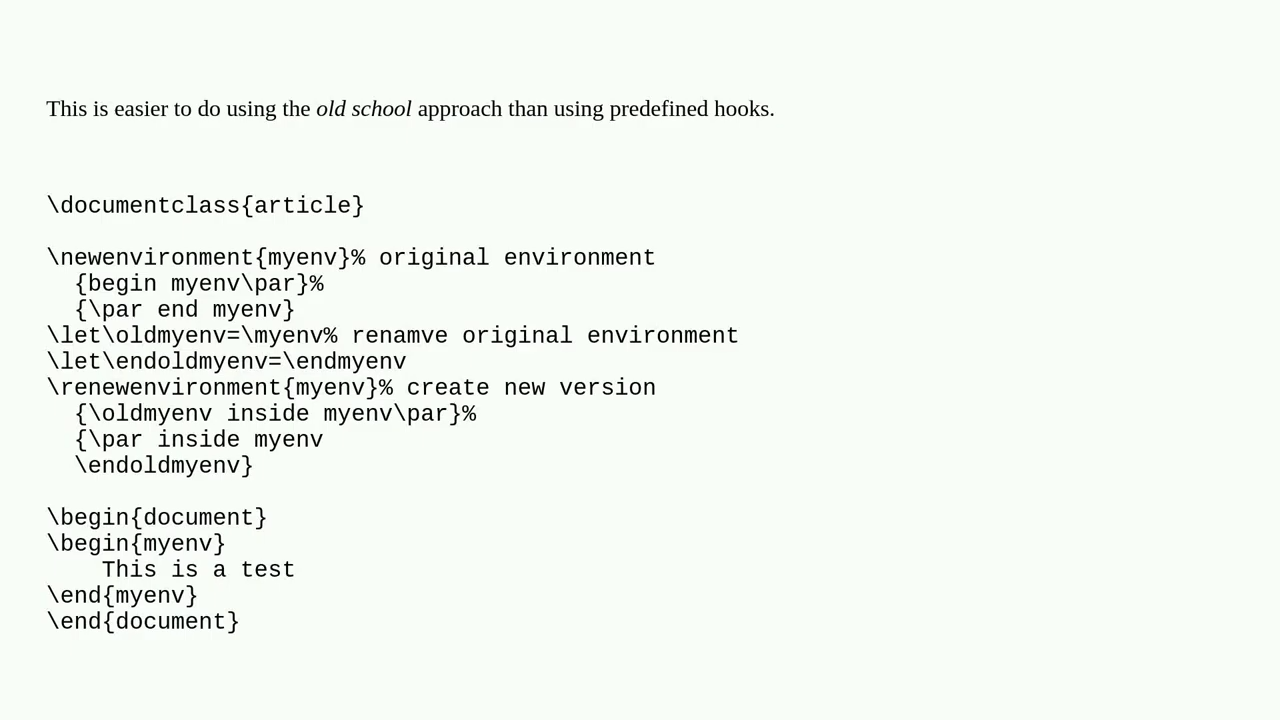 This is easier to do using the old school approach than using predefined hooks.
\documentclass{article}
\newenvironment{myenv}% original environment
  {begin myenv\par}%
  {\par end myenv}
\let\oldmyenv=\myenv% renamve original environment
\let\endoldmyenv=\endmyenv
\renewenvironment{myenv}% create new version
  {\oldmyenv inside myenv\par}%
  {\par inside myenv
  \endoldmyenv}
\begin{document}
\begin{myenv}
    This is a test
\end{myenv}
\end{document}